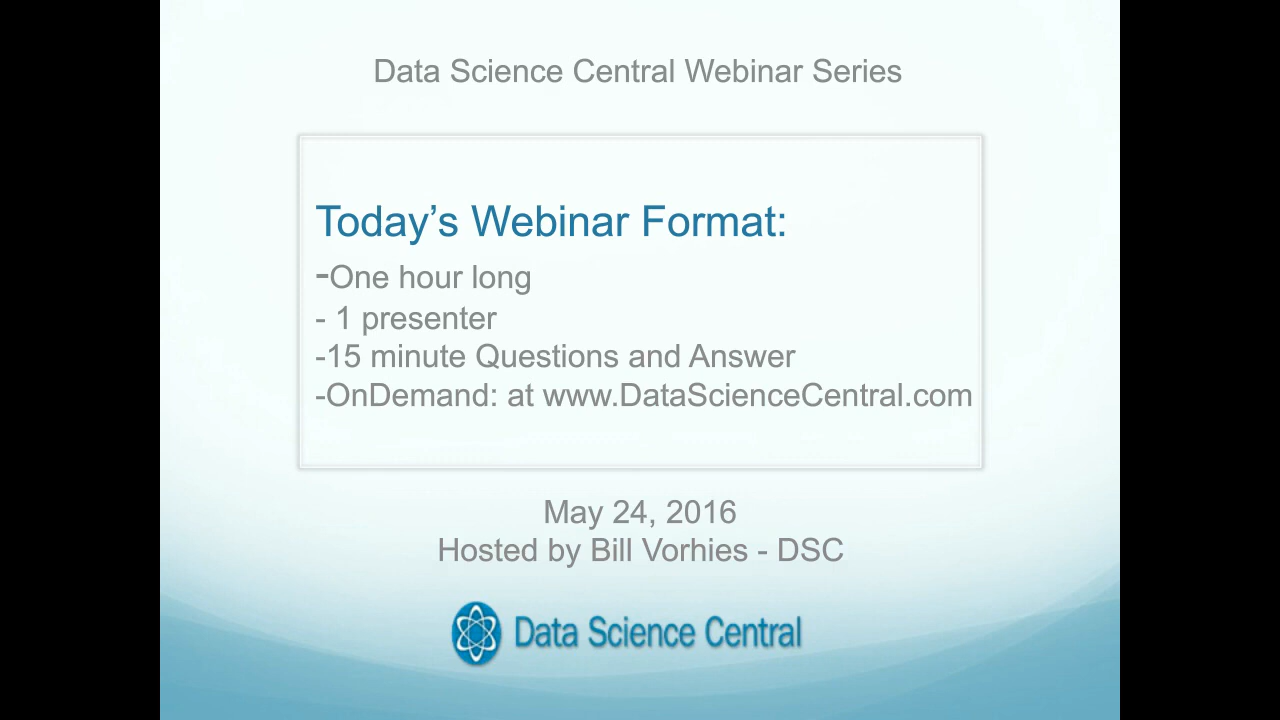 Data Science Central Webinar Series
Today’s Webinar Format:
-One hour long
- 1 presenter
-15 minute Questions and Answer
-OnDemand: at www.DataScienceCentral.com
May 24, 2016
Hosted by Bill Vorhies - DSC
Data Science Central